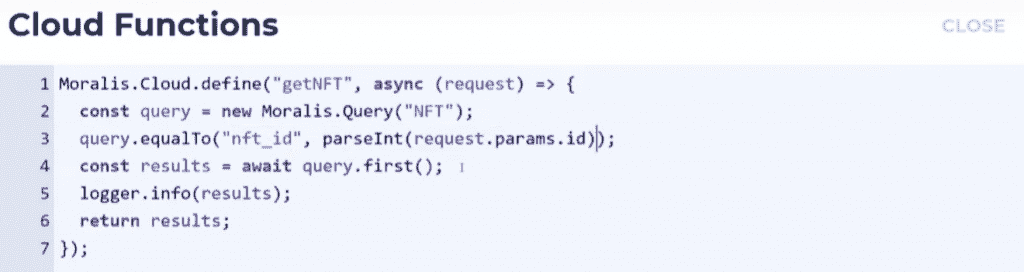 Cloud Functions
CLOSE
1 Moralis.Cloud.define("getNFT", async (request) => {
2 const query = new Moralis.Query("NFT");
3 query.equalTo("nft_id", parseInt(request.params.id));
4 const results = await query.first();
5 logger.info(results);
6 return results;
7 });